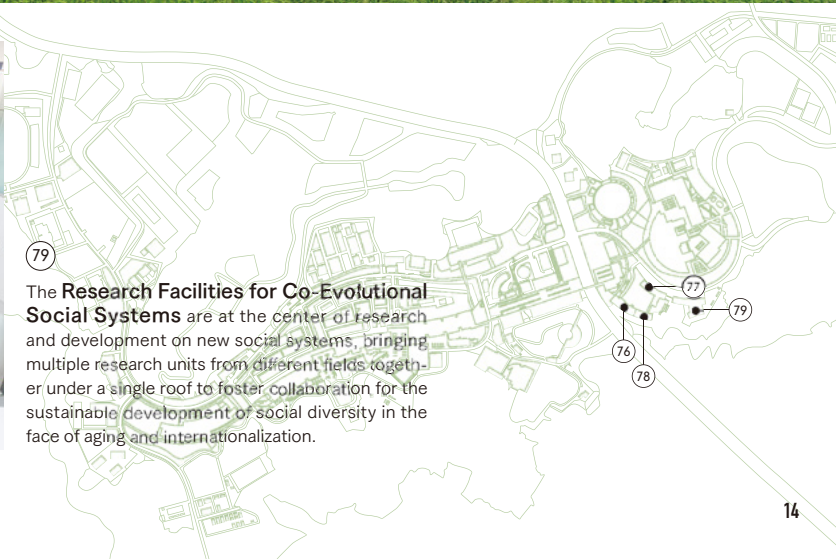 79
The Research Facilities for Co-Evolutional
Social Systems are at the center of research
and development on new social systems, bringing
multiple research units from different fields togeth-
er under a single roof to foster collaboration for the
sustainable development of social diversity in the
face of aging and internationalization.
77
79
76
78
14